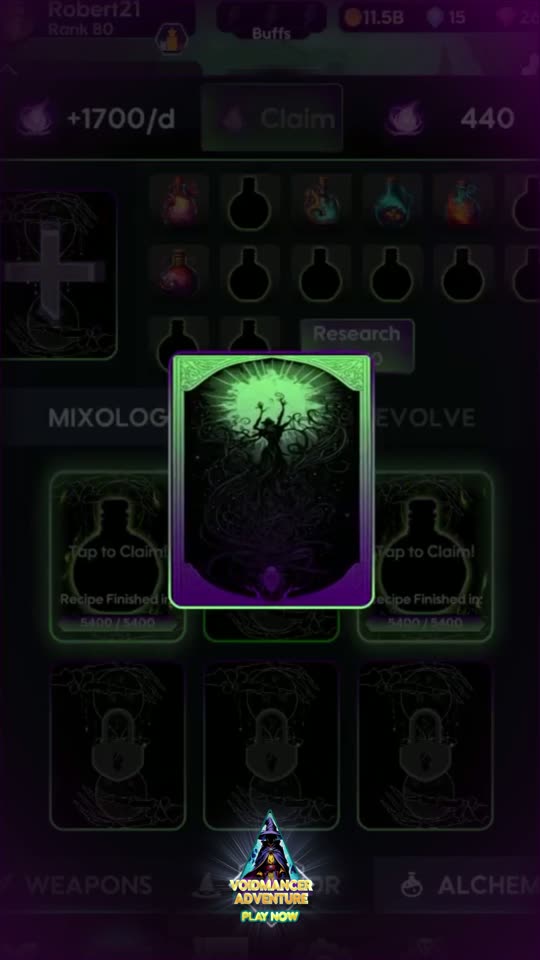 Robert21
Rank 80
Buffs
11.5B
15
+1700/d
Claim
440
Research
MIXOLOG
EVOLVE
Tap to Claim!
Tap to Claim!
Recipe Finished in
ecipe Finished in:
5400 / 5400
5400 / 5400
WEAPONS
ALCHEM
VOIDMANCER
ADVENTURE
PLAY NOW